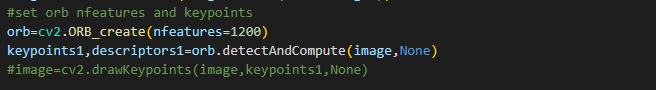 #set orb nfeatures and keypoints
orb=cv2.ORB_create(nfeatures=1200)
keypoints1,descriptors1=orb.detectAndCompute(image,None)
#image=cv2.drawKeypoints(image,keypoints1,None)